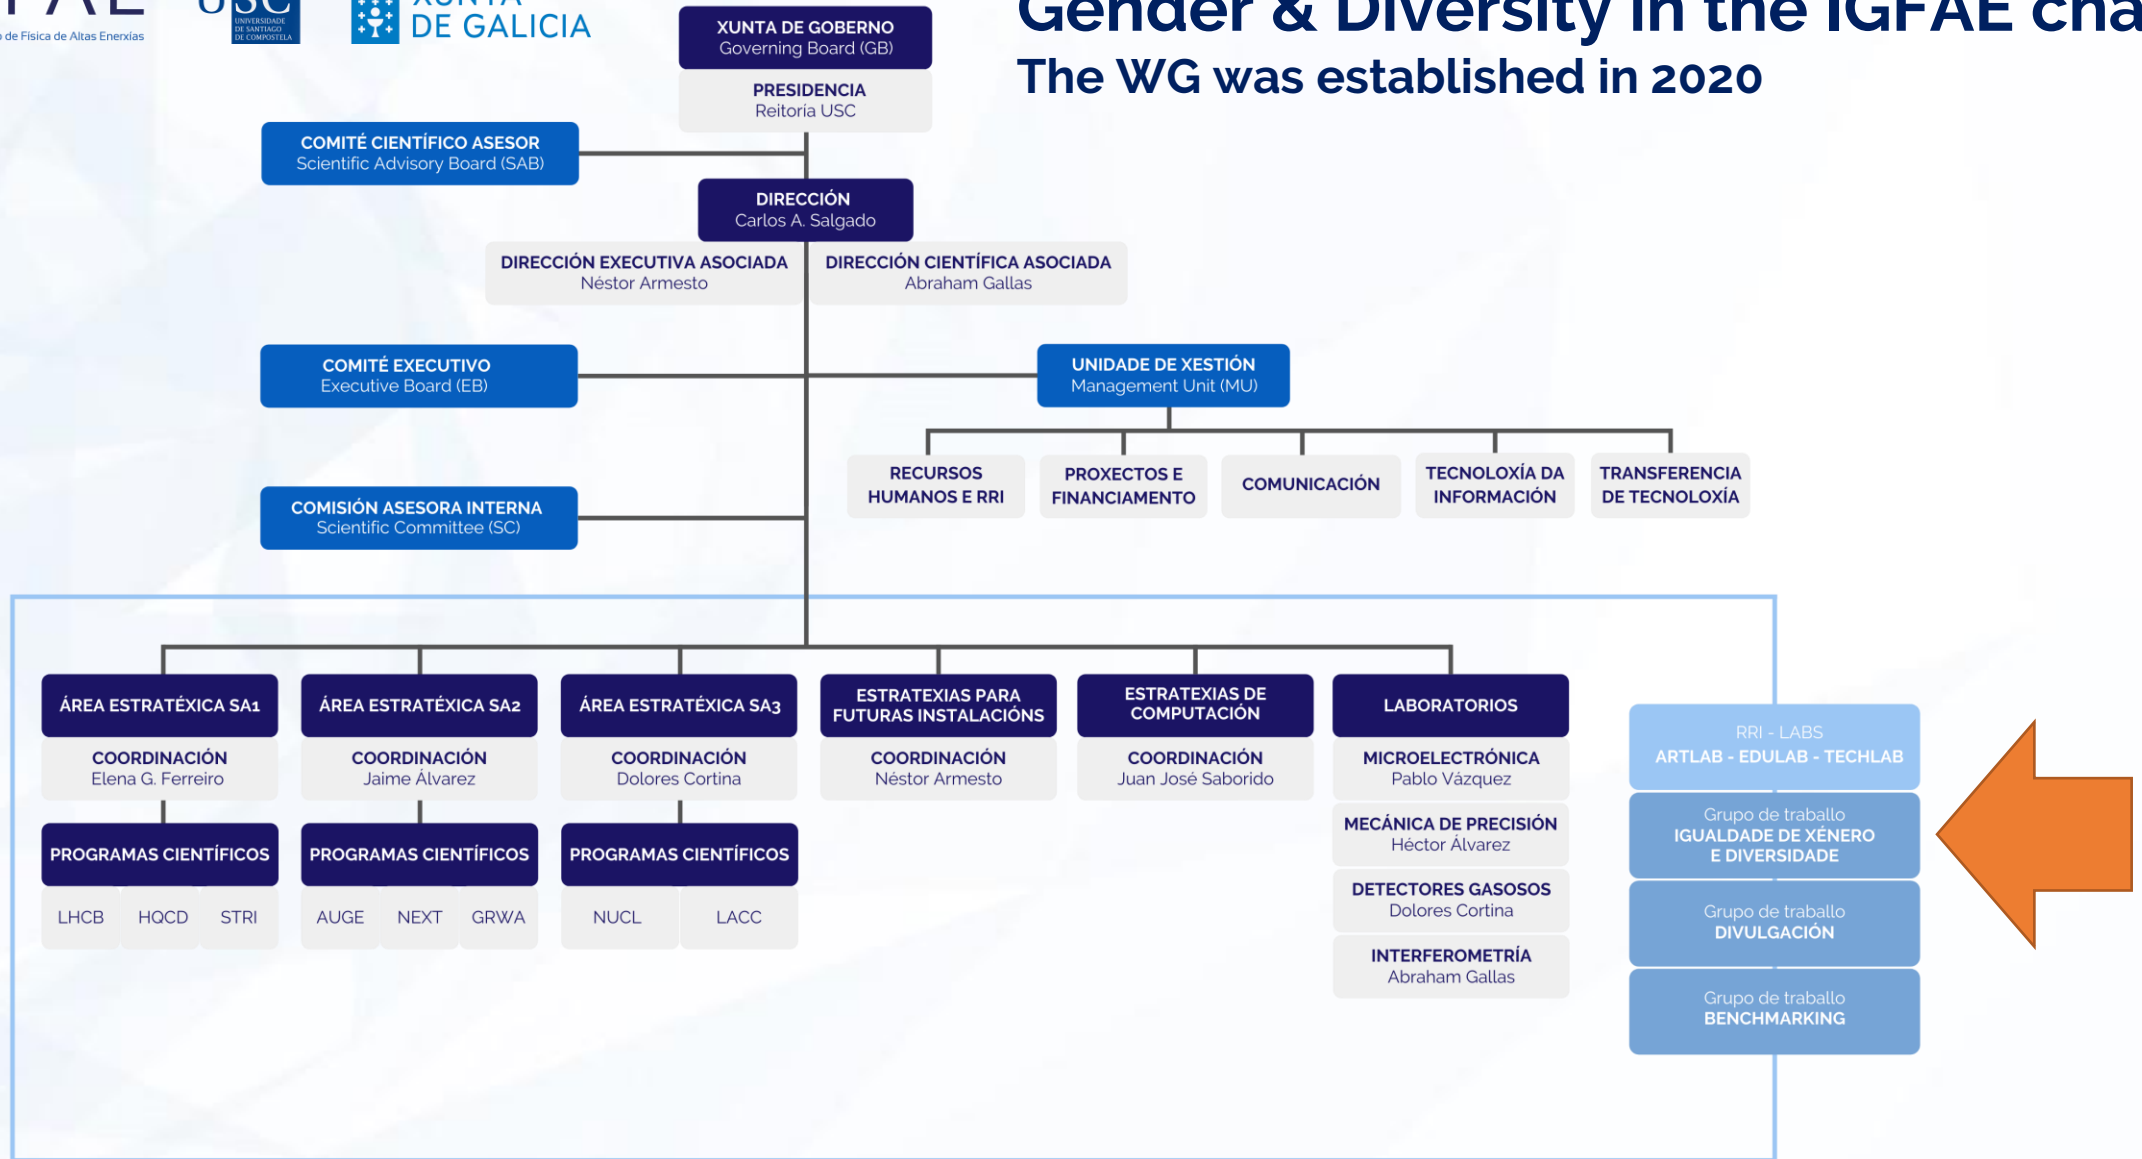 USC
UNIVERSIDADE
DE SANTIAGO
DE COMPOSTELA
de Física de Altas Enerxías
DE GALICIA
Gender & Diversity in the IGFAE
The WG was established in 2020
XUNTA DE GOBERNO
Governing Board (GB)
PRESIDENCIA
Reitoría USC
COMITÉ CIENTÍFICO ASESOR
Scientific Advisory Board (SAB)
DIRECCIÓN
Carlos A. Salgado
DIRECCIÓN EXECUTIVA ASOCIADA
Néstor Armesto
DIRECCIÓN CIENTÍFICA ASOCIADA
Abraham Gallas
COMITÉ EXECUTIVO
Executive Board (EB)
UNIDADE DE XESTIÓN
Management Unit (MU)
RECURSOS
HUMANOS E RRI
PROXECTOS E
FINANCIAMENTO
COMUNICACIÓN
TECNOLOXÍA DA
INFORMACIÓN
TRANSFERENCIA
DE TECNOLOXÍA
COMISIÓN ASESORA INTERNA
Scientific Committee (SC)
ÁREA ESTRATÉXICA SA1
COORDINACIÓN
Elena G. Ferreiro
PROGRAMAS CIENTÍFICOS
LHCB HQCD STRI
ÁREA ESTRATÉXICA SA2
COORDINACIÓN
Jaime Álvarez
PROGRAMAS CIENTÍFICOS
AUGE NEXT GRWA
ÁREA ESTRATÉXICA SA3
COORDINACIÓN
Dolores Cortina
PROGRAMAS CIENTÍFICOS
NUCL LACC
ESTRATEXIAS PARA
FUTURAS INSTALACIÓNS
COORDINACIÓN
Néstor Armesto
ESTRATEXIAS DE
COMPUTACIÓN
COORDINACIÓN
Juan José Saborido
LABORATORIOS
MICROELECTRÓNICA
Pablo Vázquez
MECÁNICA DE PRECISIÓN
Héctor Álvarez
DETECTORES GASOSOS
Dolores Cortina
INTERFEROMETRÍA
Abraham Gallas
RRI - LABS
ARTLAB - EDULAB - TECHLAB
Grupo de traballo
IGUALDADE DE XÉNERO
E DIVERSIDADE
Grupo de traballo
DIVULGACIÓN
Grupo de traballo
BENCHMARKING